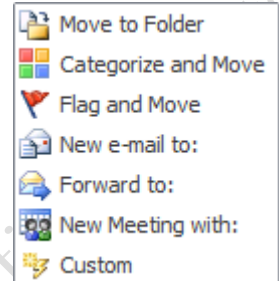 Move to Folder
Categorize and Move
Flag and Move
New e-mail to:
Forward to:
New Meeting with:
Custom